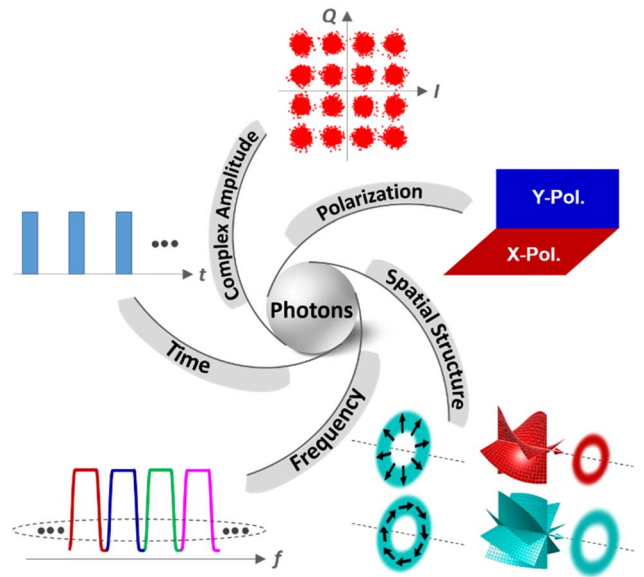 Q
I
Complex Amplitude
Polarization
Y-Pol.
X-Pol.
t
Photons
Spatial Structure
Time
Frequency
f